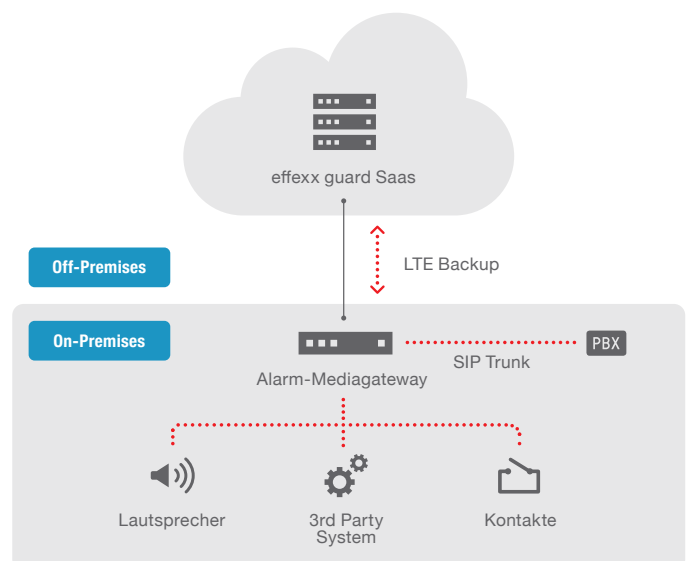 effexx guard Saas
LTE Backup
Off-Premises
On-Premises
PBX
SIP Trunk
Alarm-Mediagateway
Lautsprecher
3rd Party
System
Kontakte